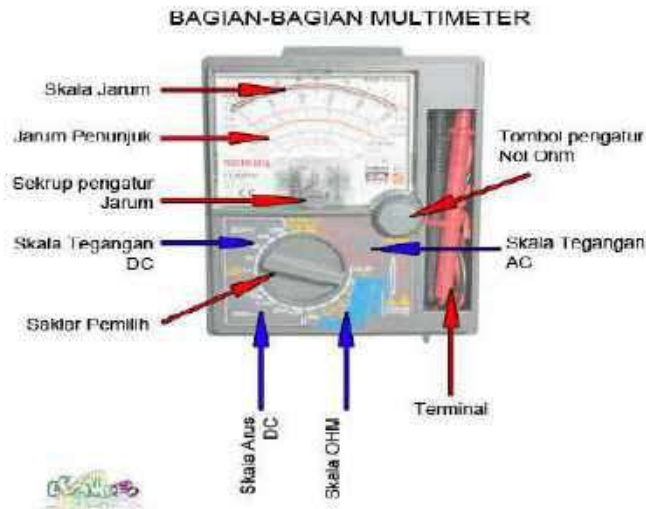 BAGIAN-BAGIAN MULTIMETER
Skala Jarum
Jarum Penunjuk
Sekrup pengatur
Jarum
Skala Tegangan
DC
Saklar Pemilih
Tombol pengatur
Nol Ohm
Skala Tegangan
AC
Terminal
Skala Arus
DC
Skala OHM